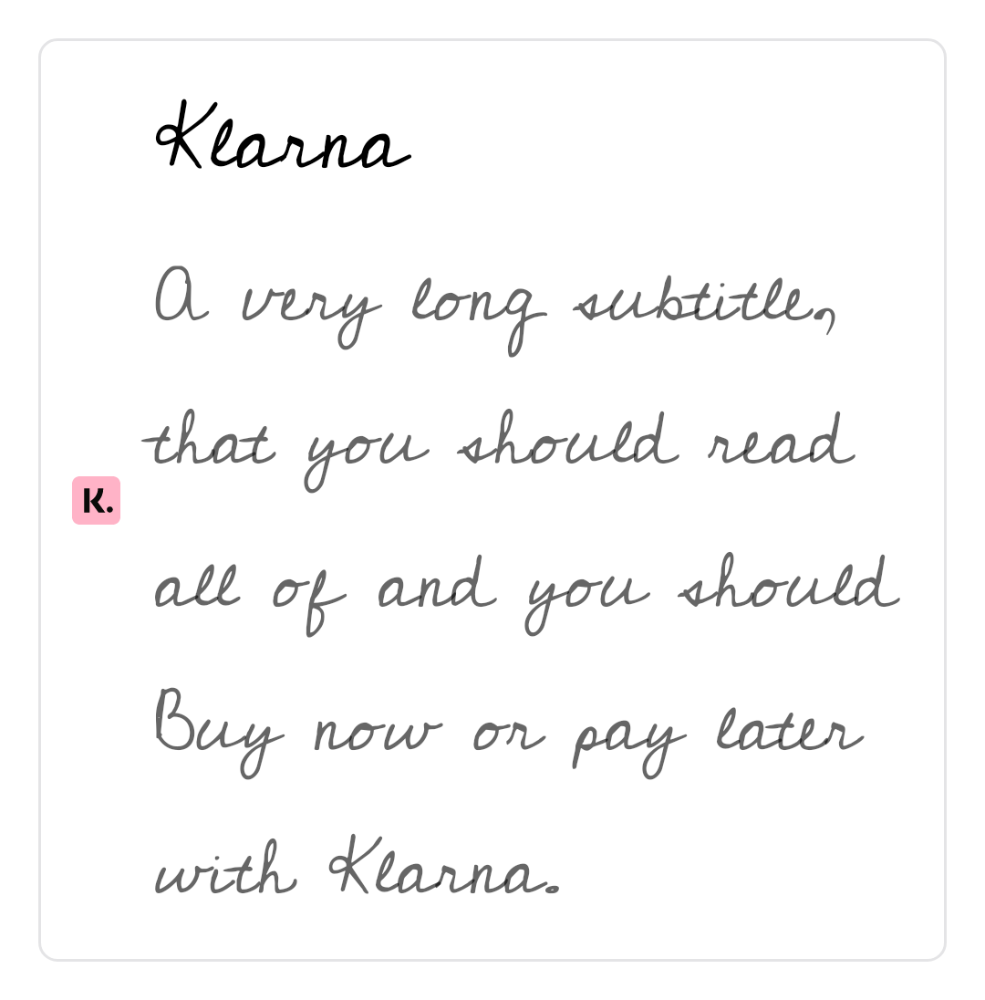 Klarna
A very long subtitle,
that you should read
K.
all of and you should
Buy now or pay later
with Klarna.